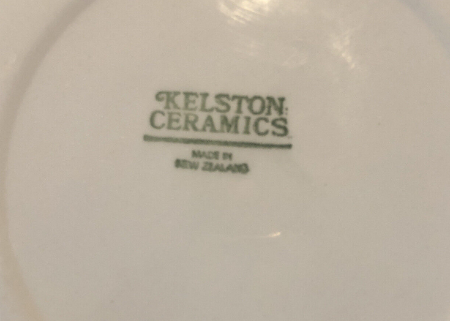 KELSTON
CERAMICS
MADE IN
NEW ZEALAND